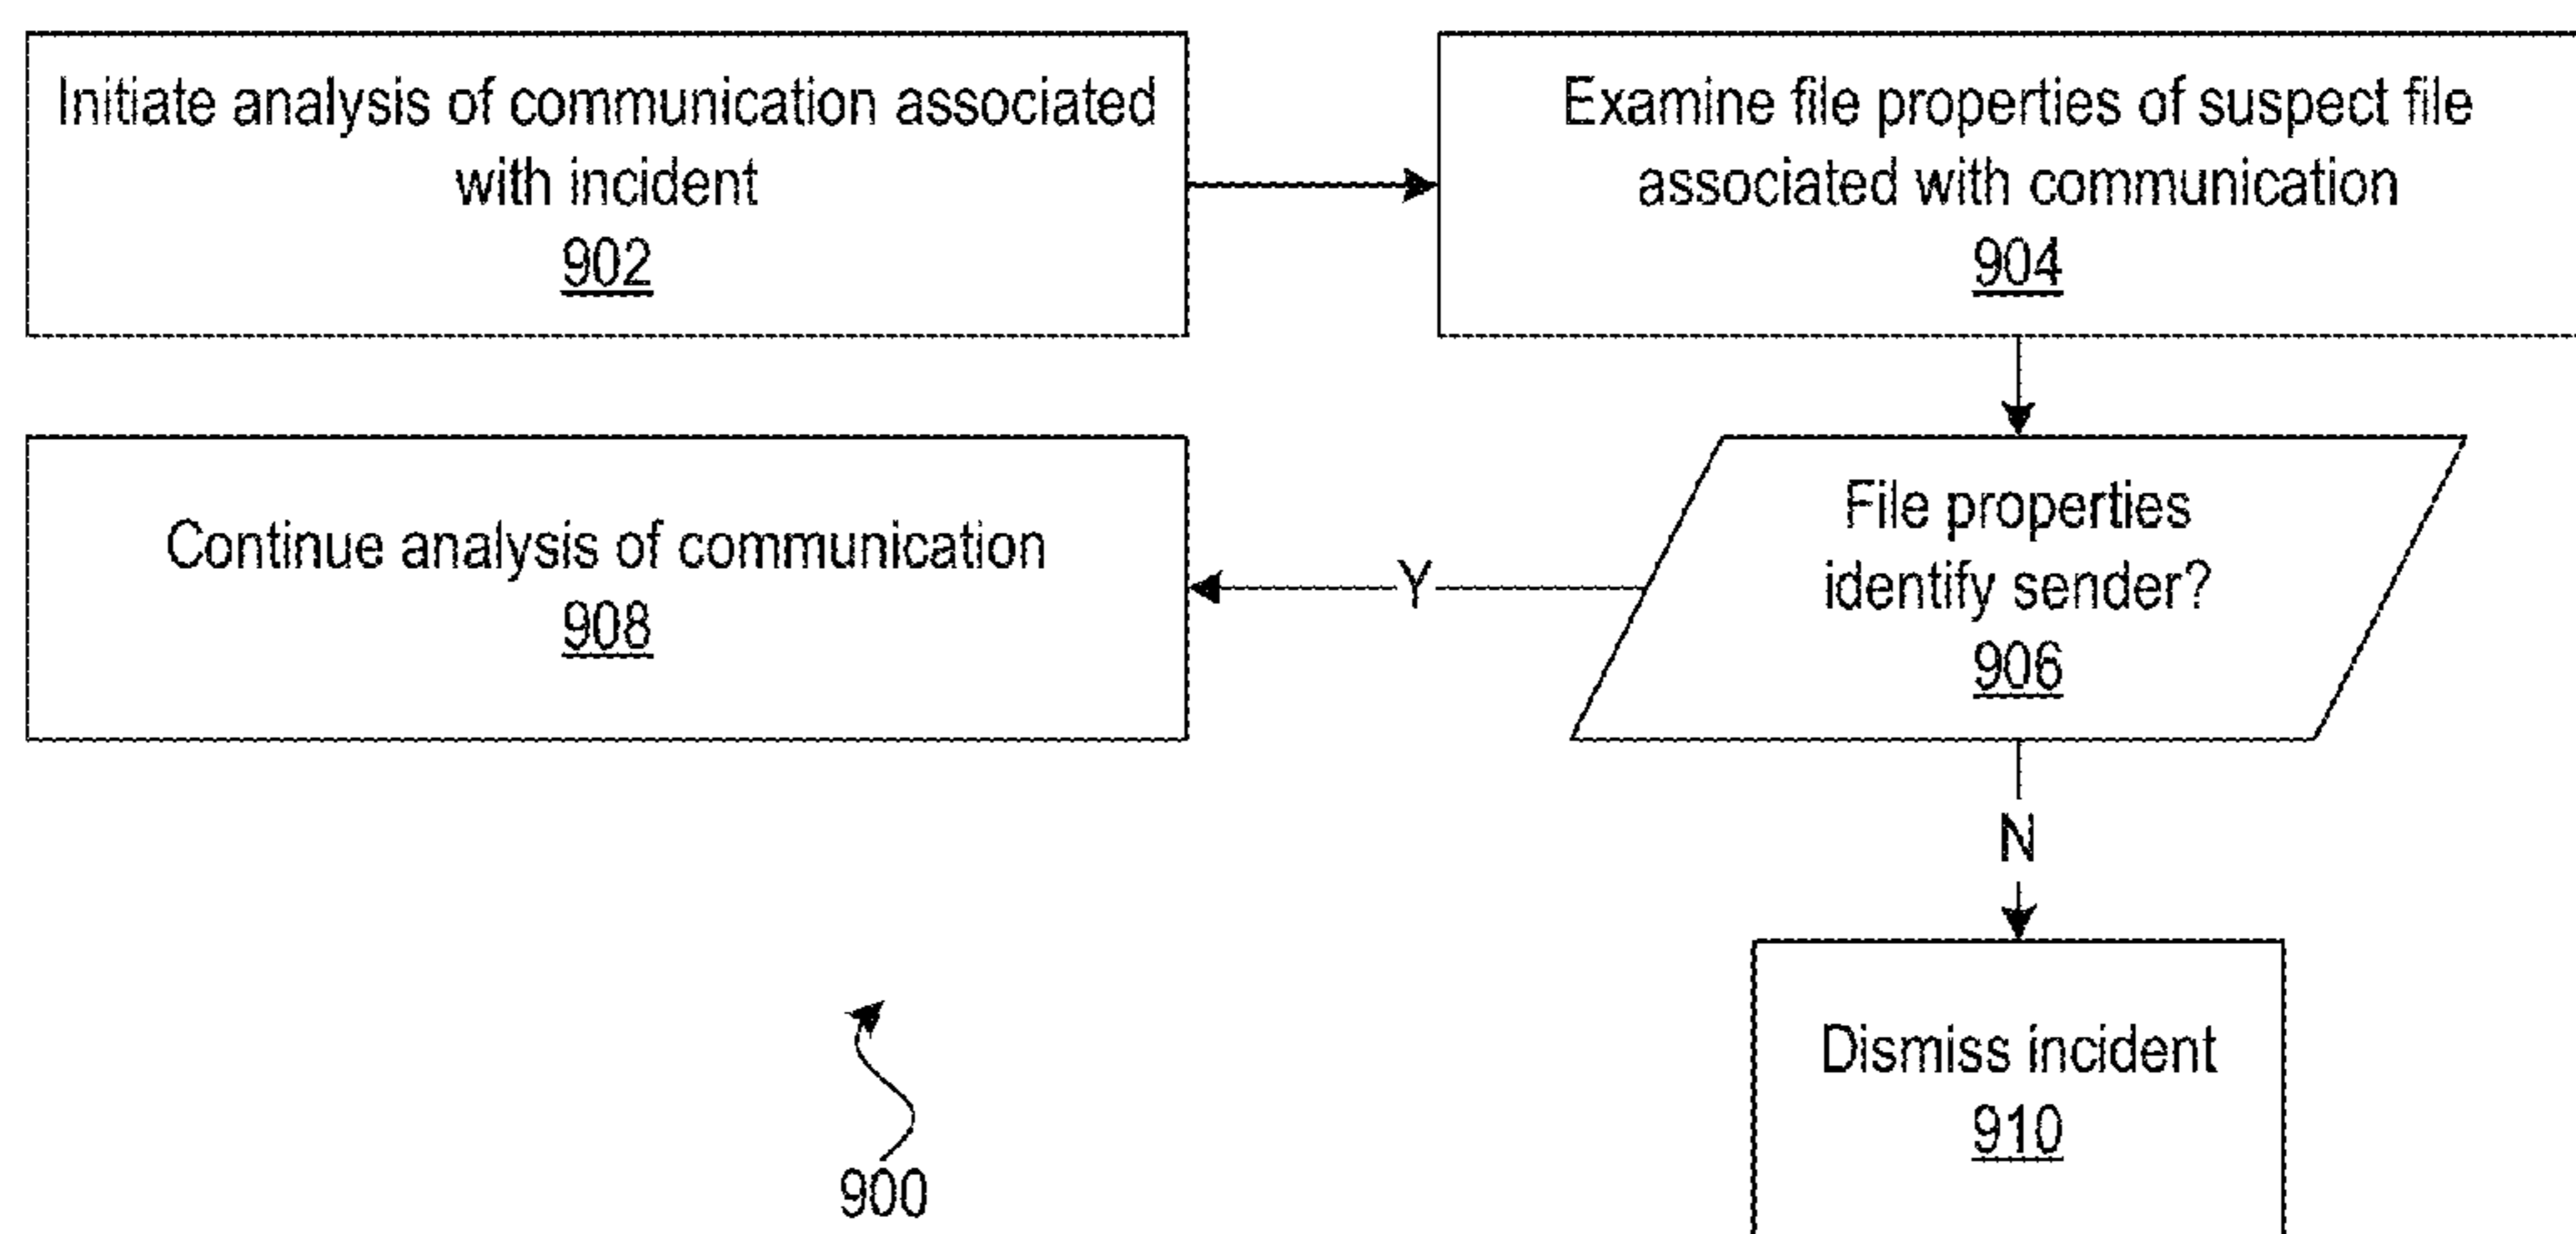 Initiate analysis of communication associated
with incident
902
Examine file properties of suspect file
associated with communication
904
File properties
identify sender?
906
Y
Continue analysis of communication
908
N
Dismiss incident
910
900